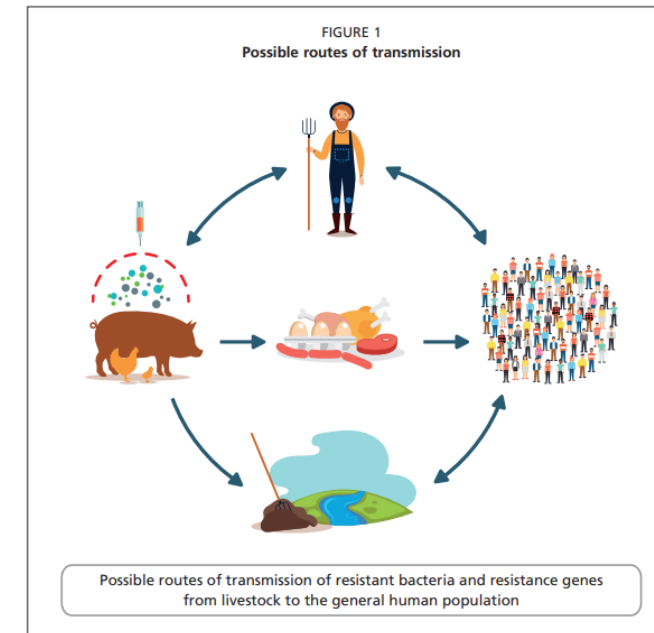 FIGURE 1
Possible routes of transmission
Possible routes of transmission of resistant bacteria and resistance genes
from livestock to the general human population